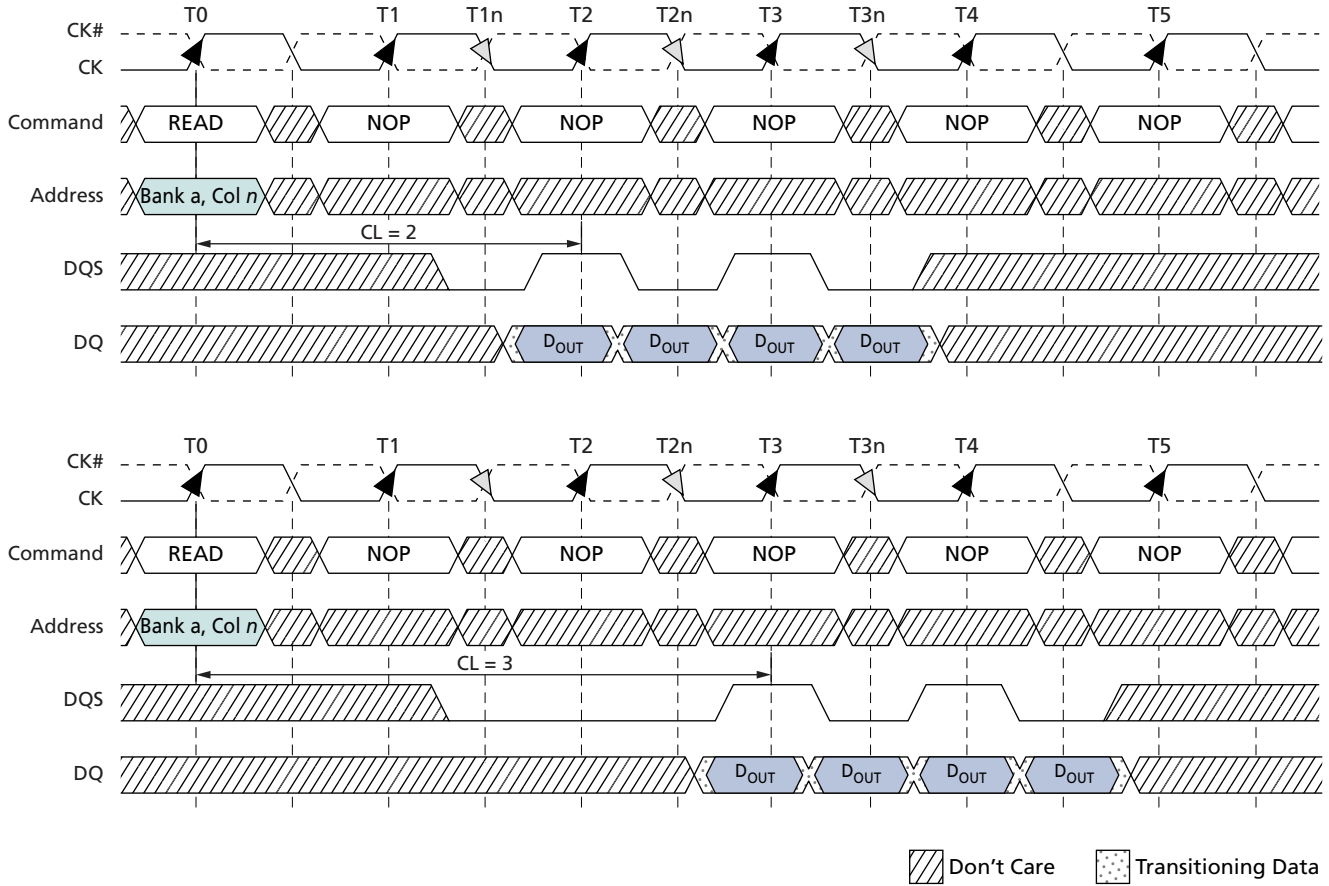 T0 T1 T1n T2 T2n T3 T3n T4 T5
CK#
CK
Command READ NOP NOP NOP NOP NOP
Address Bank a, Col n
CL = 2
DQS
DQ DOUT DOUT DOUT DOUT
T0 T1 T2 T2n T3 T3n T4 T5
CK#
CK
Command READ NOP NOP NOP NOP NOP
Address Bank a, Col n
CL = 3
DQS
DQ DOUT DOUT DOUT DOUT
Don't Care Transitioning Data